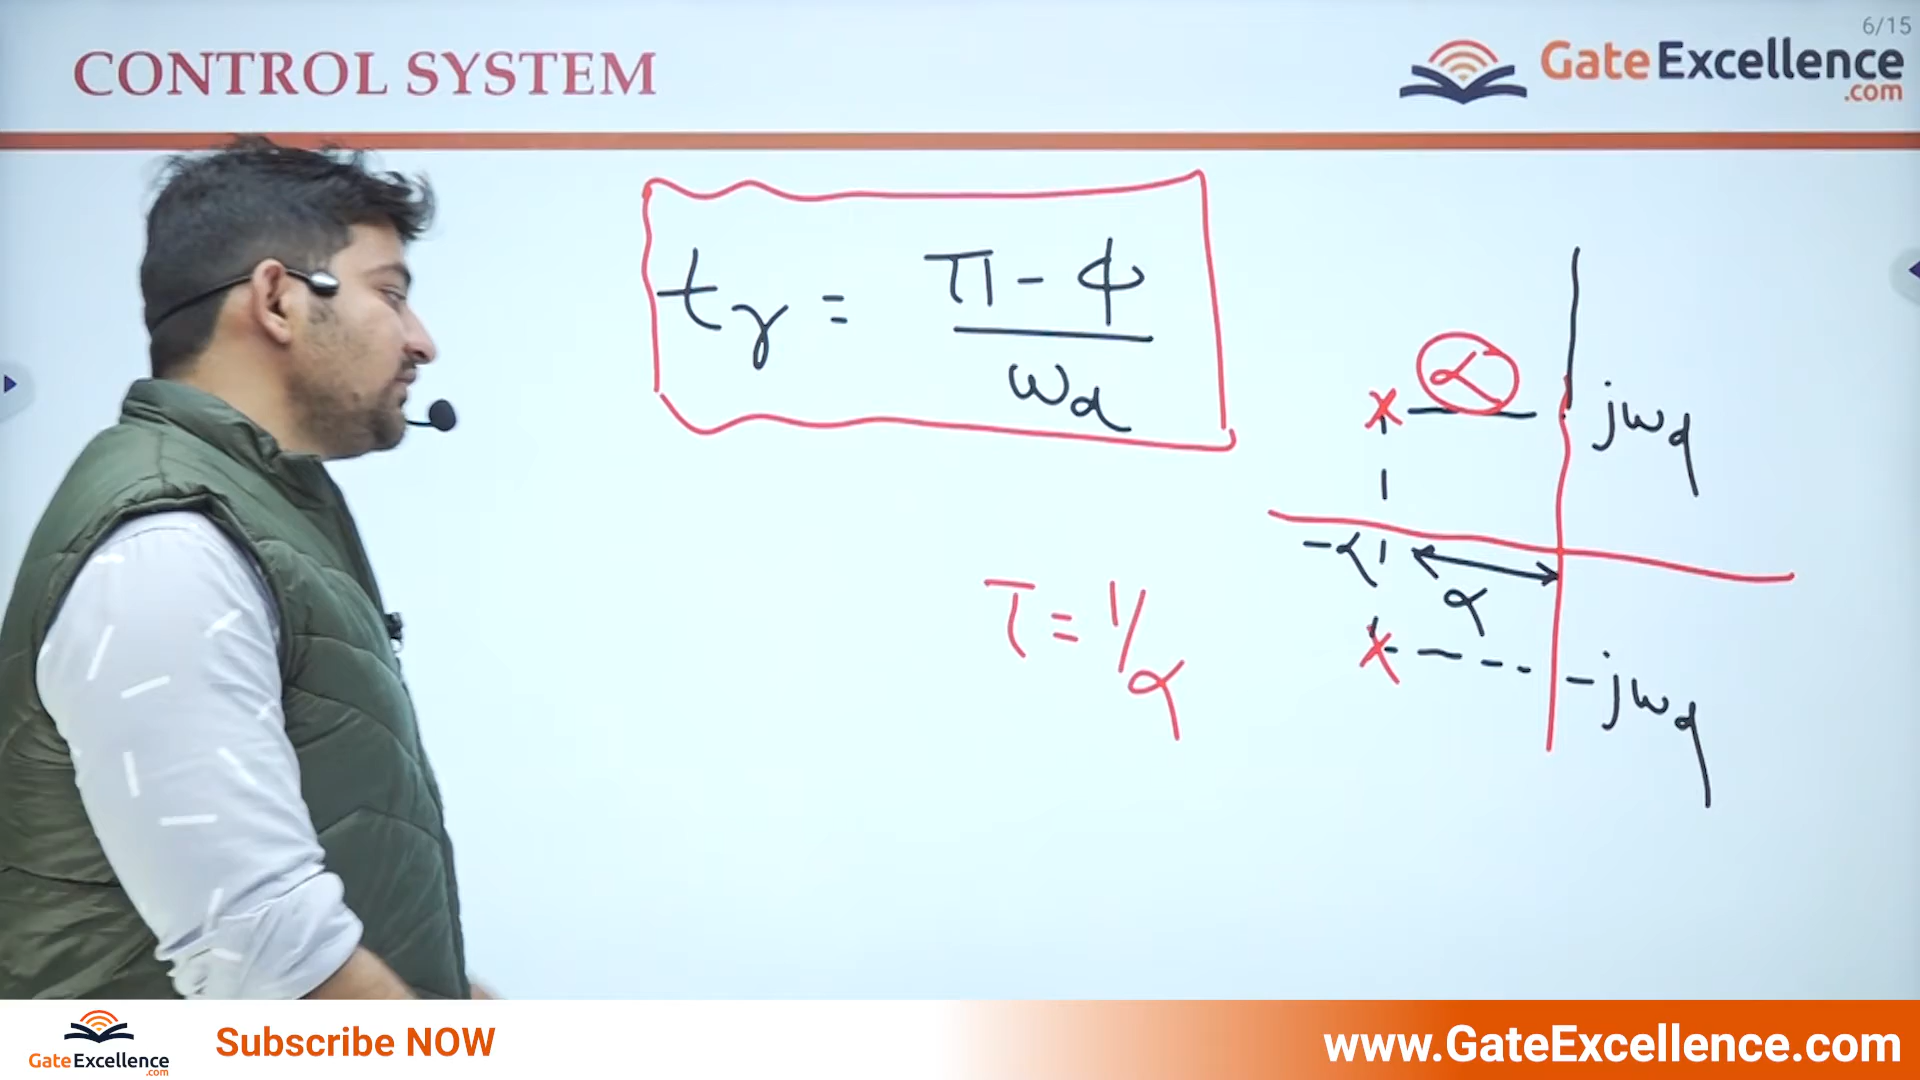 6/15
CONTROL SYSTEM
GateExcellence
.com
tr = π - ϕ / ωd
α
jωd
-α
α
τ = 1/α
-jωd
GateExcellence
.com
Subscribe NOW
www.GateExcellence.com